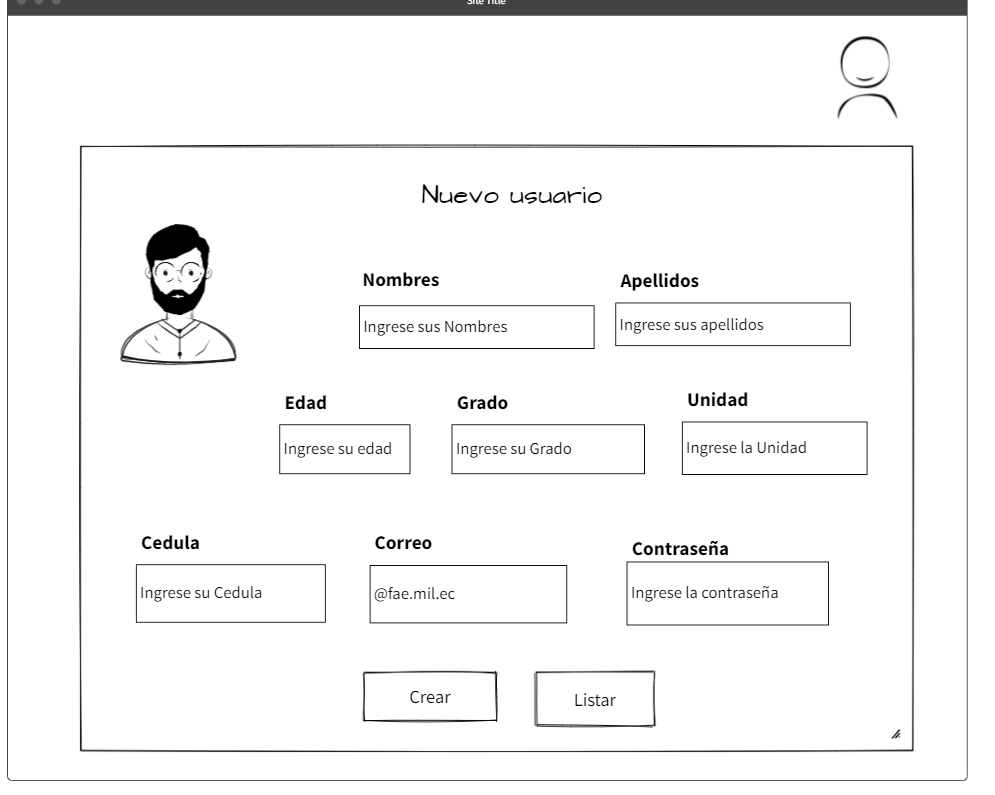 Site Title
Nuevo usuario
Nombres
Apellidos
Ingrese sus Nombres
Ingrese sus apellidos
Edad
Grado
Unidad
Ingrese su edad
Ingrese su Grado
Ingrese la Unidad
Cedula
Correo
Contraseña
Ingrese su Cedula
@fae.mil.ec
Ingrese la contraseña
Crear
Listar